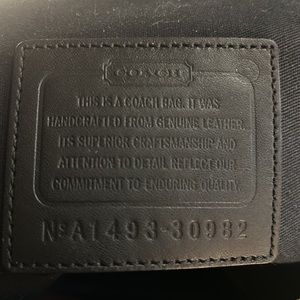 COACH
THIS IS A COACH BAG. IT WAS
HANDCRAFTED FROM GENUINE LEATHER.
ITS SUPERIOR CRAFTSMANSHIP AND
ATTENTION TO DETAIL REFLECT OUR
COMMITMENT TO ENDURING QUALITY.
Nº A1493-30982